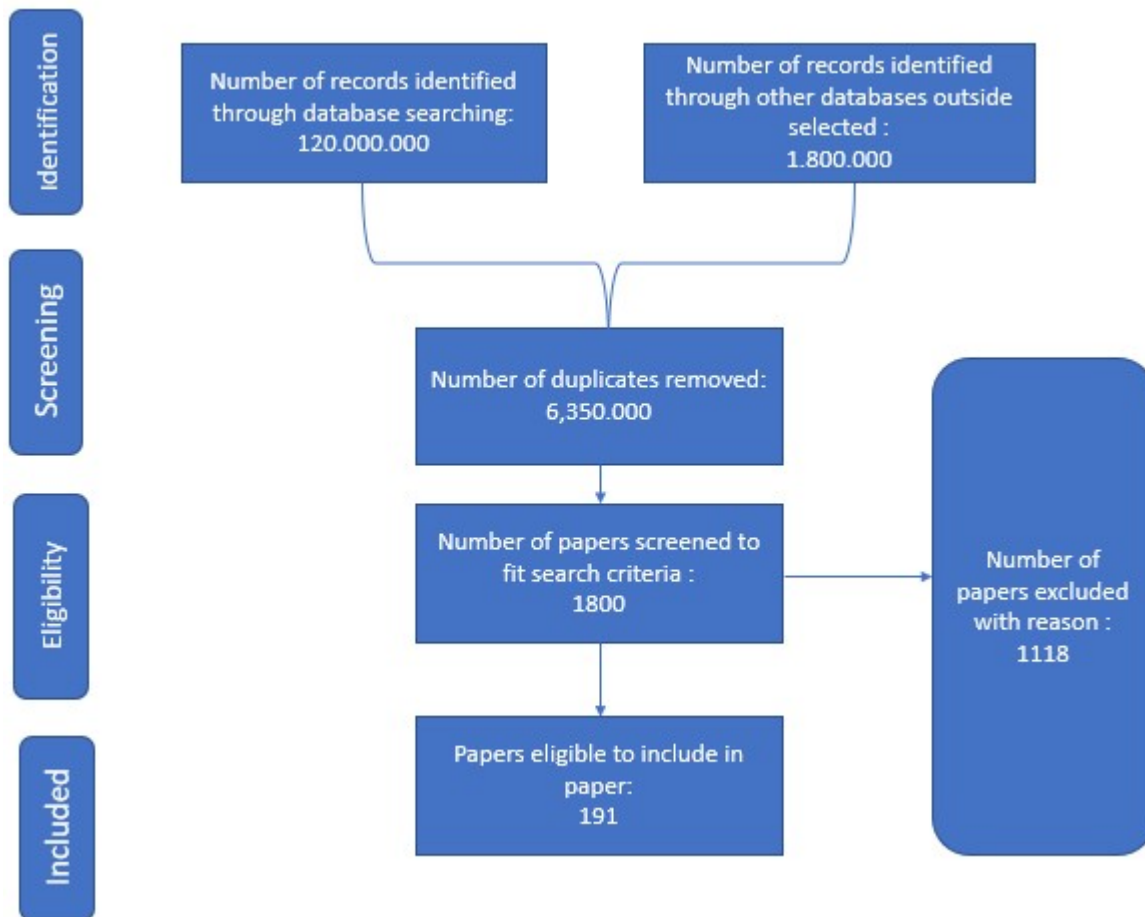 Identification
Number of records identified
through database searching:
120.000.000
Number of records identified
through other databases outside
selected :
1.800.000
Screening
Number of duplicates removed:
6,350.000
Eligibility
Number of papers screened to
fit search criteria :
1800
Number of
papers excluded
with reason :
1118
Included
Papers eligible to include in
paper:
191